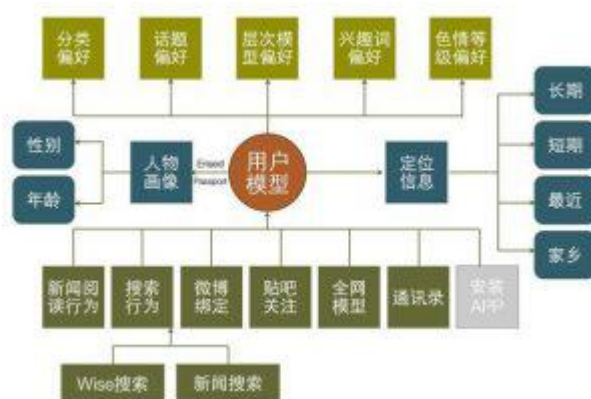 分类
偏好
话题
偏好
层次模
型偏好
兴趣词
偏好
色情等
级偏好
长期
短期
最近
家乡
性别
年龄
人物
画像
Passport
用户
模型
定位
信息
新闻阅
读行为
搜索
行为
微博
绑定
贴吧
关注
全网
模型
通讯录
安装
APP
Wise搜索
新闻搜索